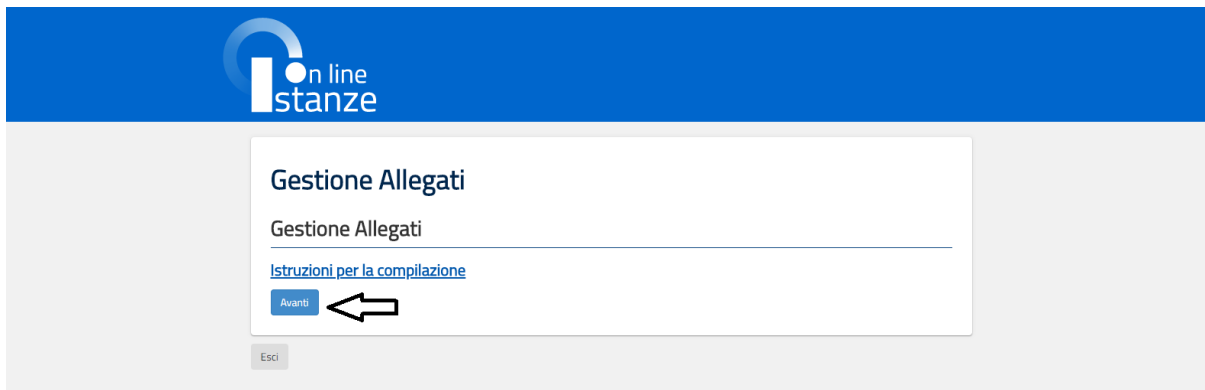 On line
Istanze
Gestione Allegati
Gestione Allegati
Istruzioni per la compilazione
Avanti
Esci